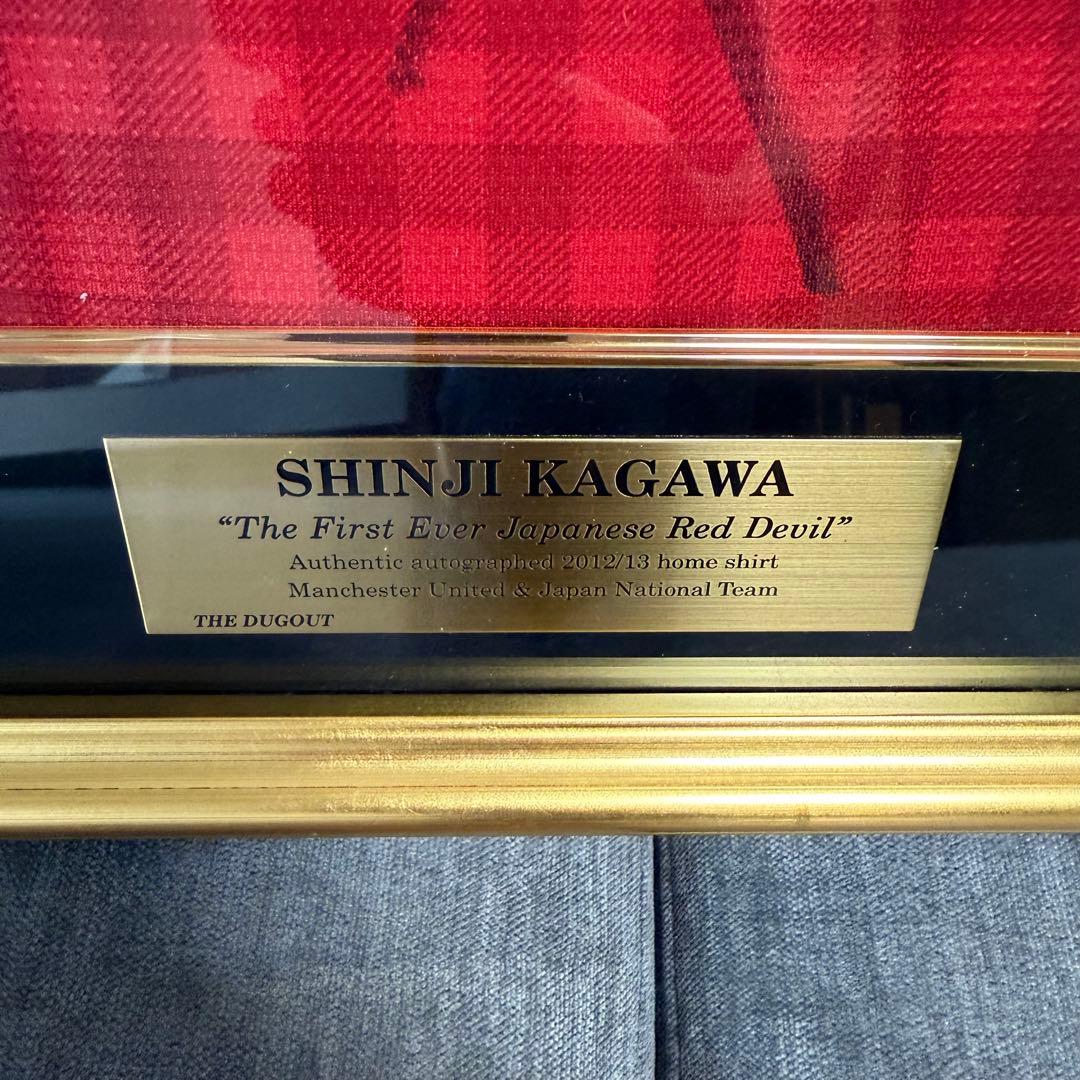 SHINJI KAGAWA
“The First Ever Japanese Red Devil”
Authentic autographed 2012/13 home shirt
Manchester United & Japan National Team
THE DUGOUT